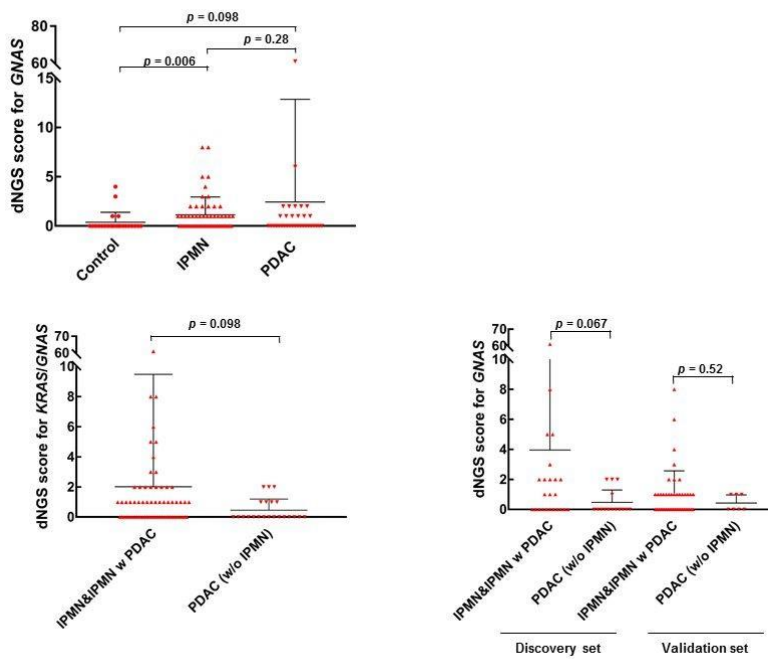 p = 0.098
p = 0.28
p = 0.006
80
60
15
10
5
0
dNGS score for GNAS
Control
IPMN
PDAC
p = 0.098
70
60
10
8
6
4
2
0
dNGS score for KRAS/GNAS
IPMN&IPMN w PDAC
PDAC (w/o IPMN)
p = 0.067
p = 0.52
70
60
10
8
6
4
2
0
dNGS score for GNAS
IPMN&IPMN w PDAC
PDAC (w/o IPMN)
IPMN&IPMN w PDAC
PDAC (w/o IPMN)
Discovery set
Validation set